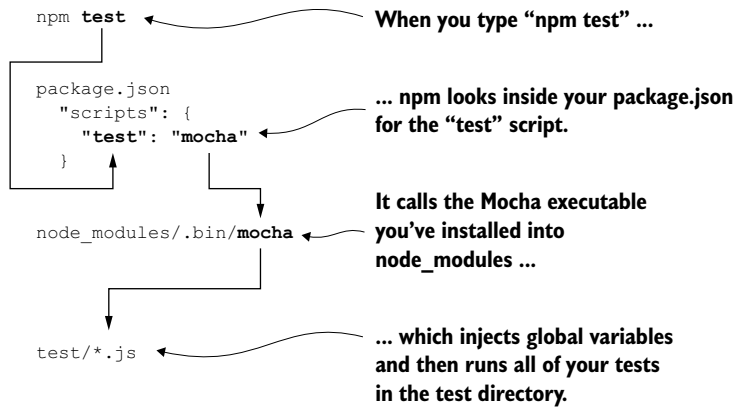 npm test
When you type “npm test” ...
package.json
"scripts": {
"test": "mocha"
}
... npm looks inside your package.json
for the “test” script.
node_modules/.bin/mocha
It calls the Mocha executable
you’ve installed into
node_modules ...
test/*.js
... which injects global variables
and then runs all of your tests
in the test directory.